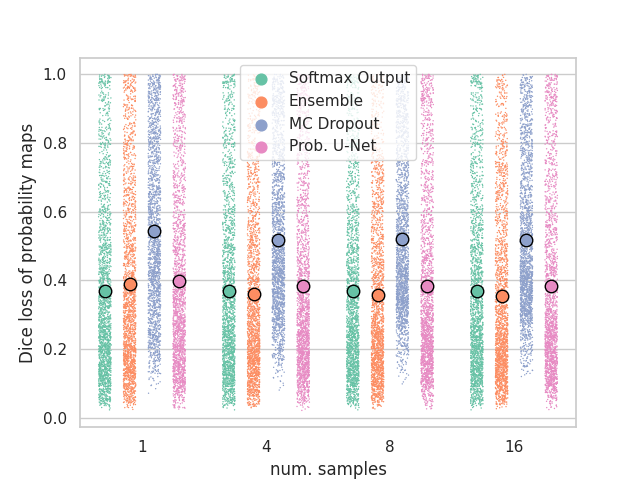 Softmax Output
Ensemble
MC Dropout
Prob. U-Net
Dice loss of probability maps
1.0
0.8
0.6
0.4
0.2
0.0
1 4 8 16
num. samples